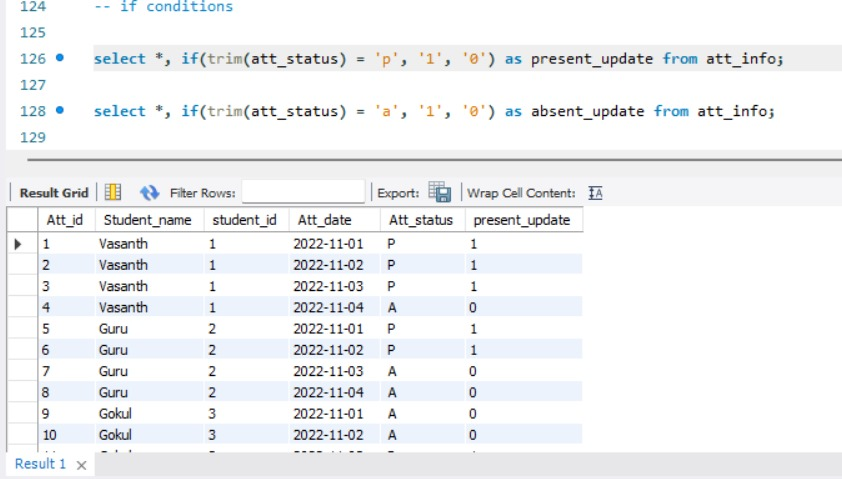 124 -- if conditions
125
126 select *, if(trim(att_status) = 'p', '1', '0') as present_update from att_info;
127
128 select *, if(trim(att_status) = 'a', '1', '0') as absent_update from att_info;
129
Result Grid Filter Rows: Export: Wrap Cell Content: IA
Att_id Student_name student_id Att_date Att_status present_update
1 Vasanth 1 2022-11-01 P 1
2 Vasanth 1 2022-11-02 P 1
3 Vasanth 1 2022-11-03 P 1
4 Vasanth 1 2022-11-04 A 0
5 Guru 2 2022-11-01 P 1
6 Guru 2 2022-11-02 P 1
7 Guru 2 2022-11-03 A 0
8 Guru 2 2022-11-04 A 0
9 Gokul 3 2022-11-01 A 0
10 Gokul 3 2022-11-02 A 0
Result 1